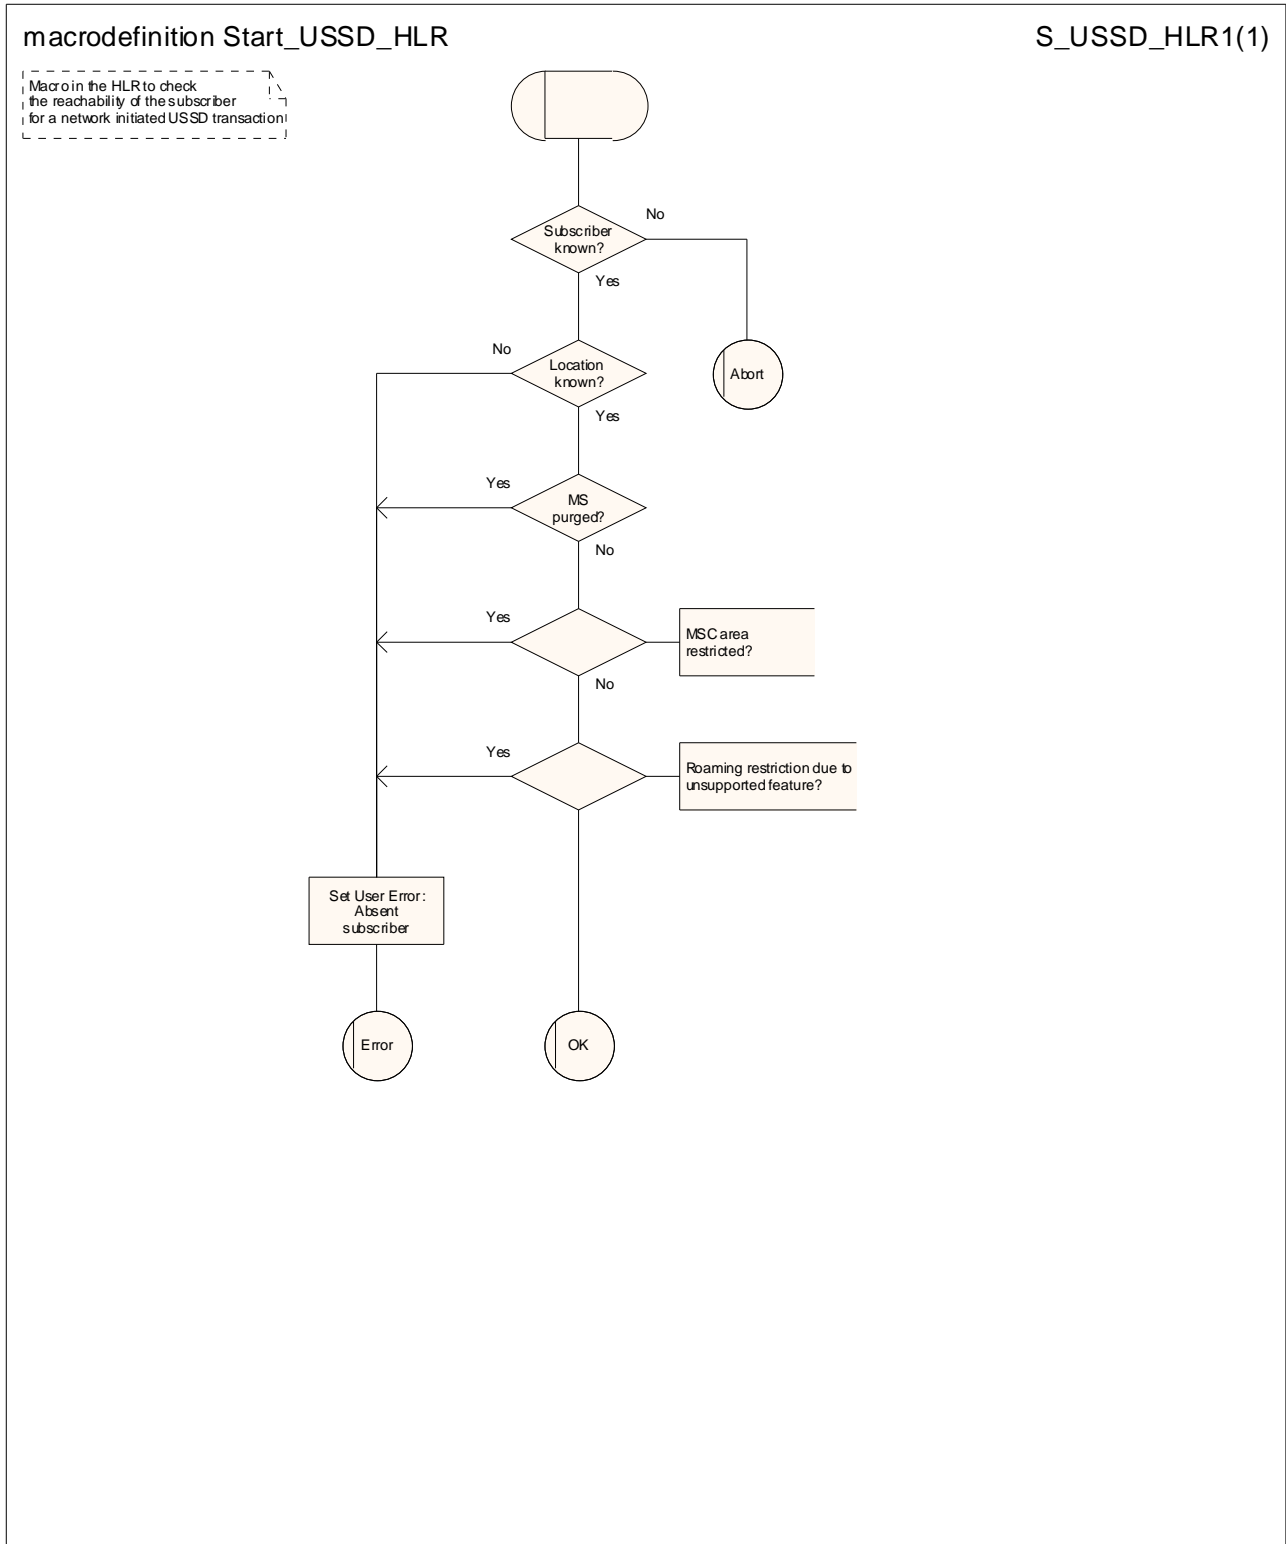 macrodefinition Start_USSD_HLR
S_USSD_HLR1(1)
Macro in the HLR to check
the reachability of the subscriber
for a network initiated USSD transaction
No
Subscriber
known?
Yes
No
Location
known?
Abort
Yes
Yes
MS
purged?
No
Yes
MSC area
restricted?
No
Yes
Roaming restriction due to
unsupported feature?
Set User Error:
Absent
subscriber
Error
OK